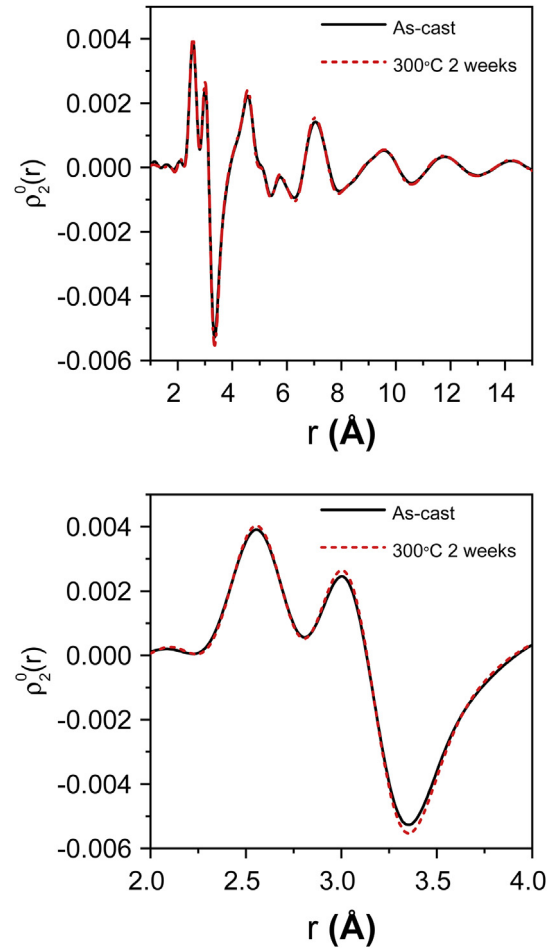 As-cast
300°C 2 weeks
0.004
0.002
0.000
-0.002
-0.004
-0.006
ρ₂⁰(r)
2 4 6 8 10 12 14
r (Å)
As-cast
300°C 2 weeks
0.004
0.002
0.000
-0.002
-0.004
-0.006
ρ₂⁰(r)
2.0 2.5 3.0 3.5 4.0
r (Å)